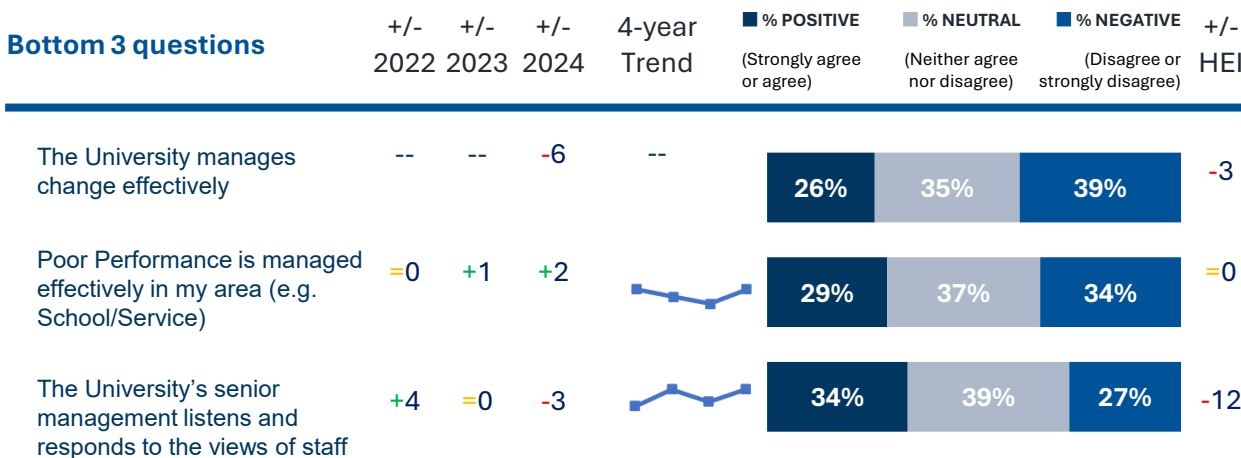 Bottom 3 questions
+/- 2022
+/- 2023
+/- 2024
4-year Trend
% POSITIVE
(Strongly agree
or agree)
% NEUTRAL
(Neither agree
nor disagree)
% NEGATIVE
(Disagree or
strongly disagree)
+/- HEI
The University manages
change effectively
-- -- -6 --
26% 35% 39%
-3
Poor Performance is managed
effectively in my area (e.g.
School/Service)
=0 +1 +2
29% 37% 34%
=0
The University’s senior
management listens and
responds to the views of staff
+4 =0 -3
34% 39% 27%
-12